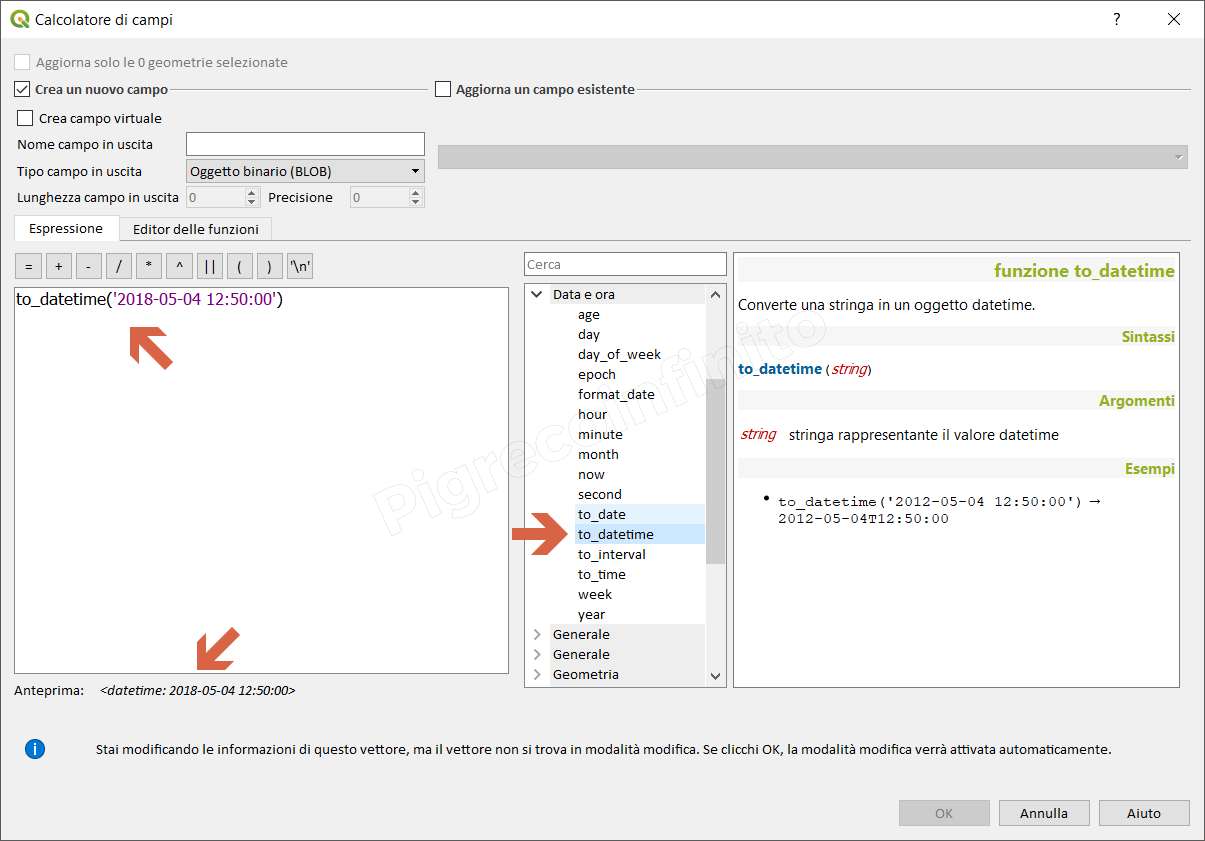 Calcolatore di campi
?
Aggiorna solo le 0 geometrie selezionate
Crea un nuovo campo
Aggiorna un campo esistente
Crea campo virtuale
Nome campo in uscita
Tipo campo in uscita Oggetto binario (BLOB)
Lunghezza campo in uscita 0 Precisione 0
Espressione Editor delle funzioni
= + - / * ^ || ( ) '\n'
to_datetime('2018-05-04 12:50:00')
Anteprima: <datetime: 2018-05-04 12:50:00>
Cerca
Data e ora
age
day
day_of_week
epoch
format_date
hour
minute
month
now
second
to_date
to_datetime
to_interval
to_time
week
year
Generale
Generale
Geometria
funzione to_datetime
Converte una stringa in un oggetto datetime.
Sintassi
to_datetime (string)
Argomenti
string stringa rappresentante il valore datetime
Esempi
• to_datetime('2012-05-04 12:50:00') →
2012-05-04T12:50:00
Pigrecoinfinito
Stai modificando le informazioni di questo vettore, ma il vettore non si trova in modalità modifica. Se clicchi OK, la modalità modifica verrà attivata automaticamente.
OK Annulla Aiuto